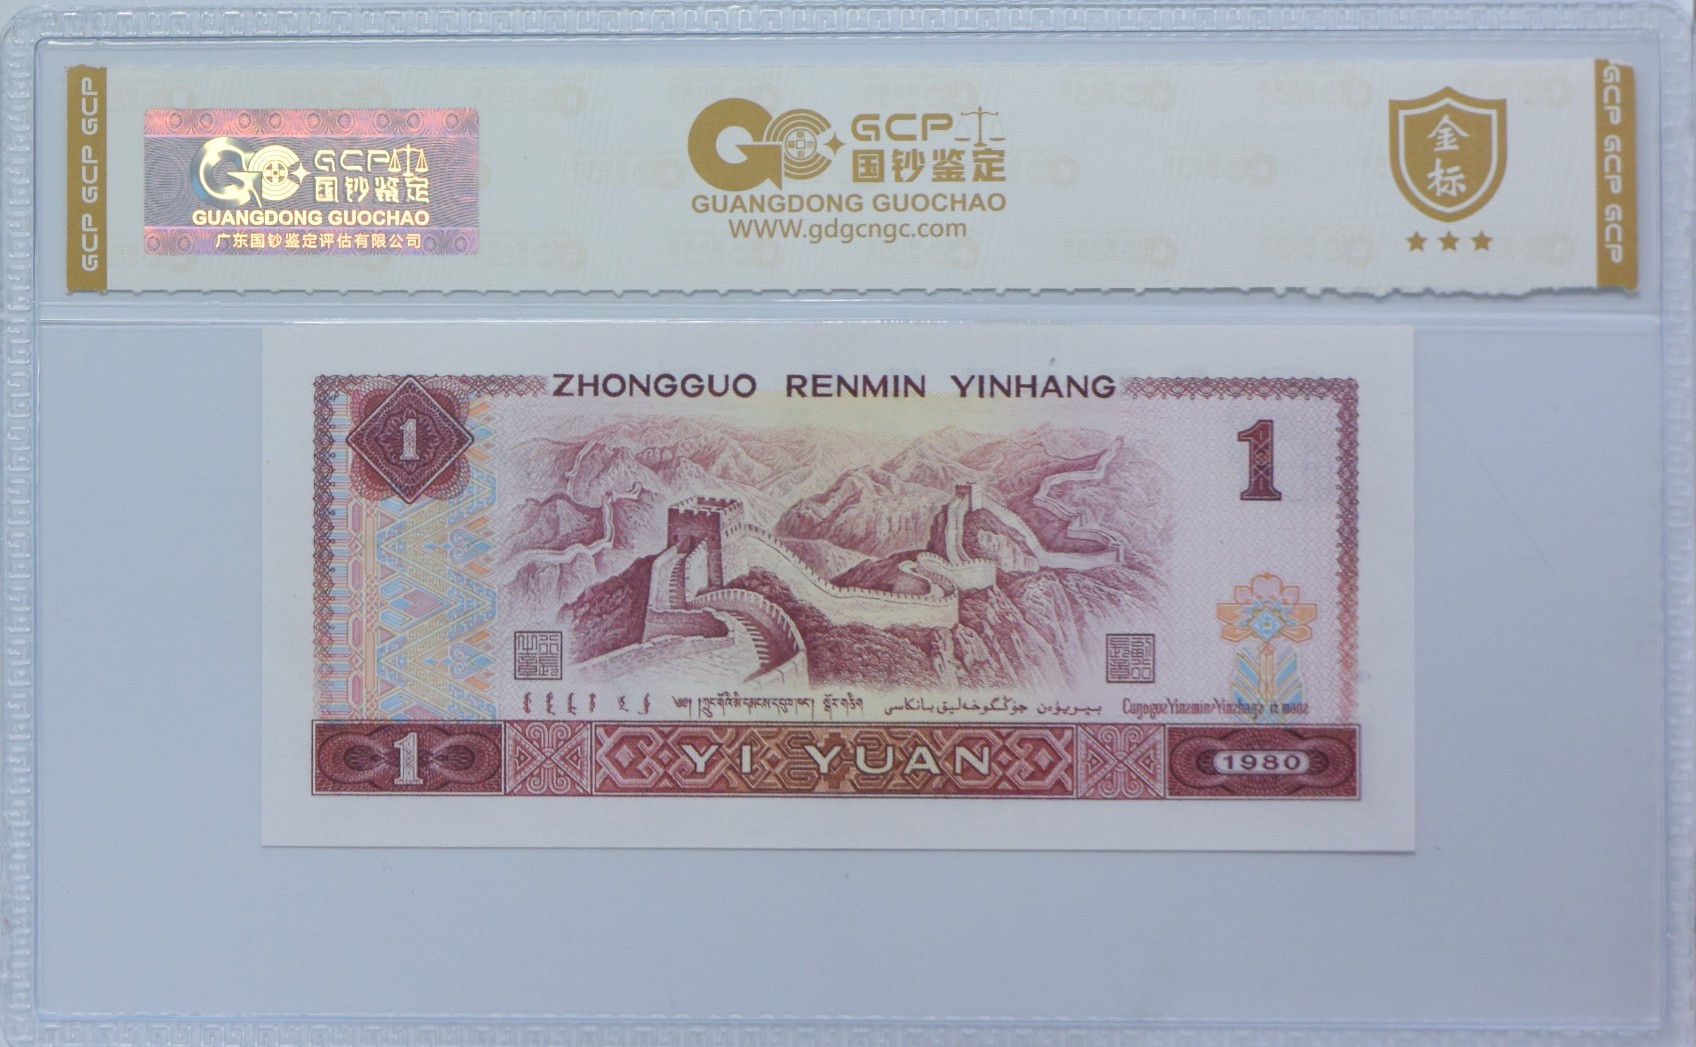 GCP GCP GCP
GCP
国钞鉴定
GUANGDONG GUOCHAO
广东国钞鉴定评估有限公司
GCP
国钞鉴定
GUANGDONG GUOCHAO
WWW.gdgcngc.com
金
标
GCP GCP GCP
ZHONGGUO RENMIN YINHANG
1
1
1
YI YUAN
1980